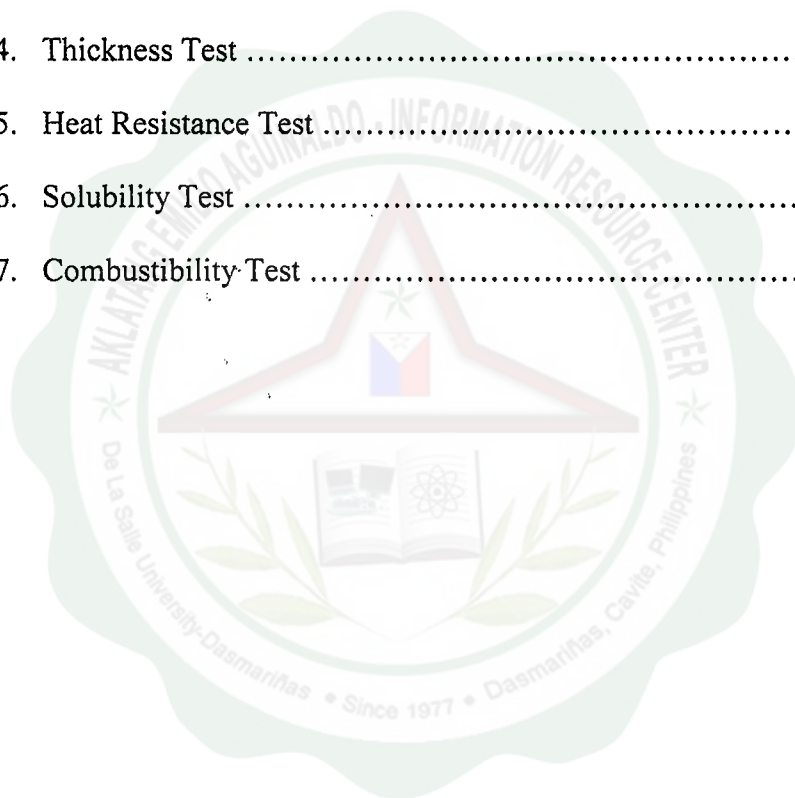 4. Thickness Test ..........................................................
5. Heat Resistance Test ..................................................
6. Solubility Test ...........................................................
7. Combustibility Test ....................................................
AKLATAG EMILIO AGUINALDO - INFORMATION RESOURCE CENTER
De La Salle University-Dasmariñas • Since 1977 • Dasmariñas, Cavite, Philippines